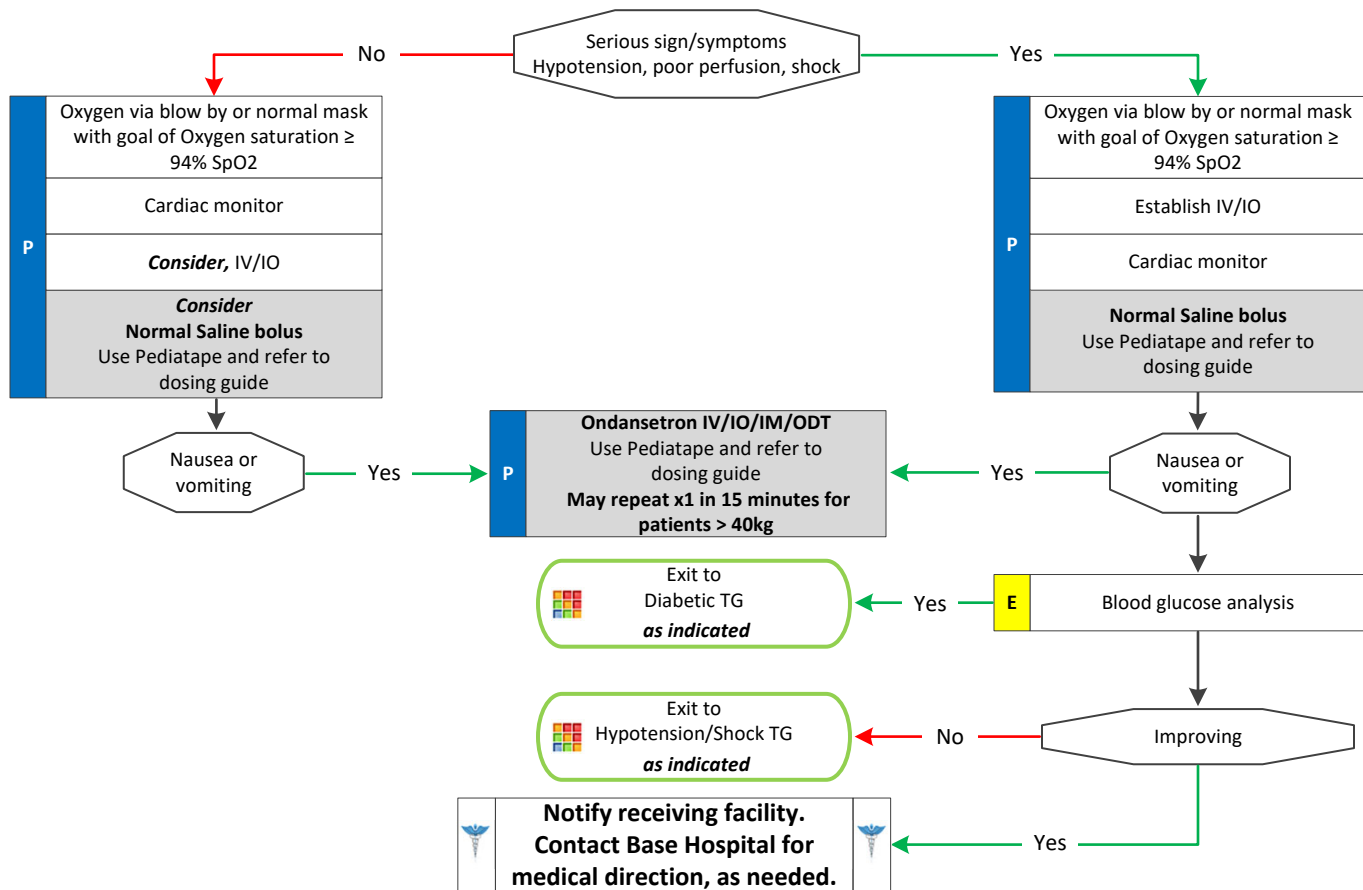 Serious sign/symptoms
Hypotension, poor perfusion, shock
No
Yes
P
Oxygen via blow by or normal mask
with goal of Oxygen saturation ≥
94% SpO2
Cardiac monitor
Consider, IV/IO
Consider
Normal Saline bolus
Use Pediatape and refer to
dosing guide
P
Oxygen via blow by or normal mask
with goal of Oxygen saturation ≥
94% SpO2
Establish IV/IO
Cardiac monitor
Normal Saline bolus
Use Pediatape and refer to
dosing guide
Nausea or
vomiting
Yes
P
Ondansetron IV/IO/IM/ODT
Use Pediatape and refer to
dosing guide
May repeat x1 in 15 minutes for
patients > 40kg
Yes
Nausea or
vomiting
Exit to
Diabetic TG
as indicated
Yes
E
Blood glucose analysis
Exit to
Hypotension/Shock TG
as indicated
No
Improving
Notify receiving facility.
Contact Base Hospital for
medical direction, as needed.
Yes